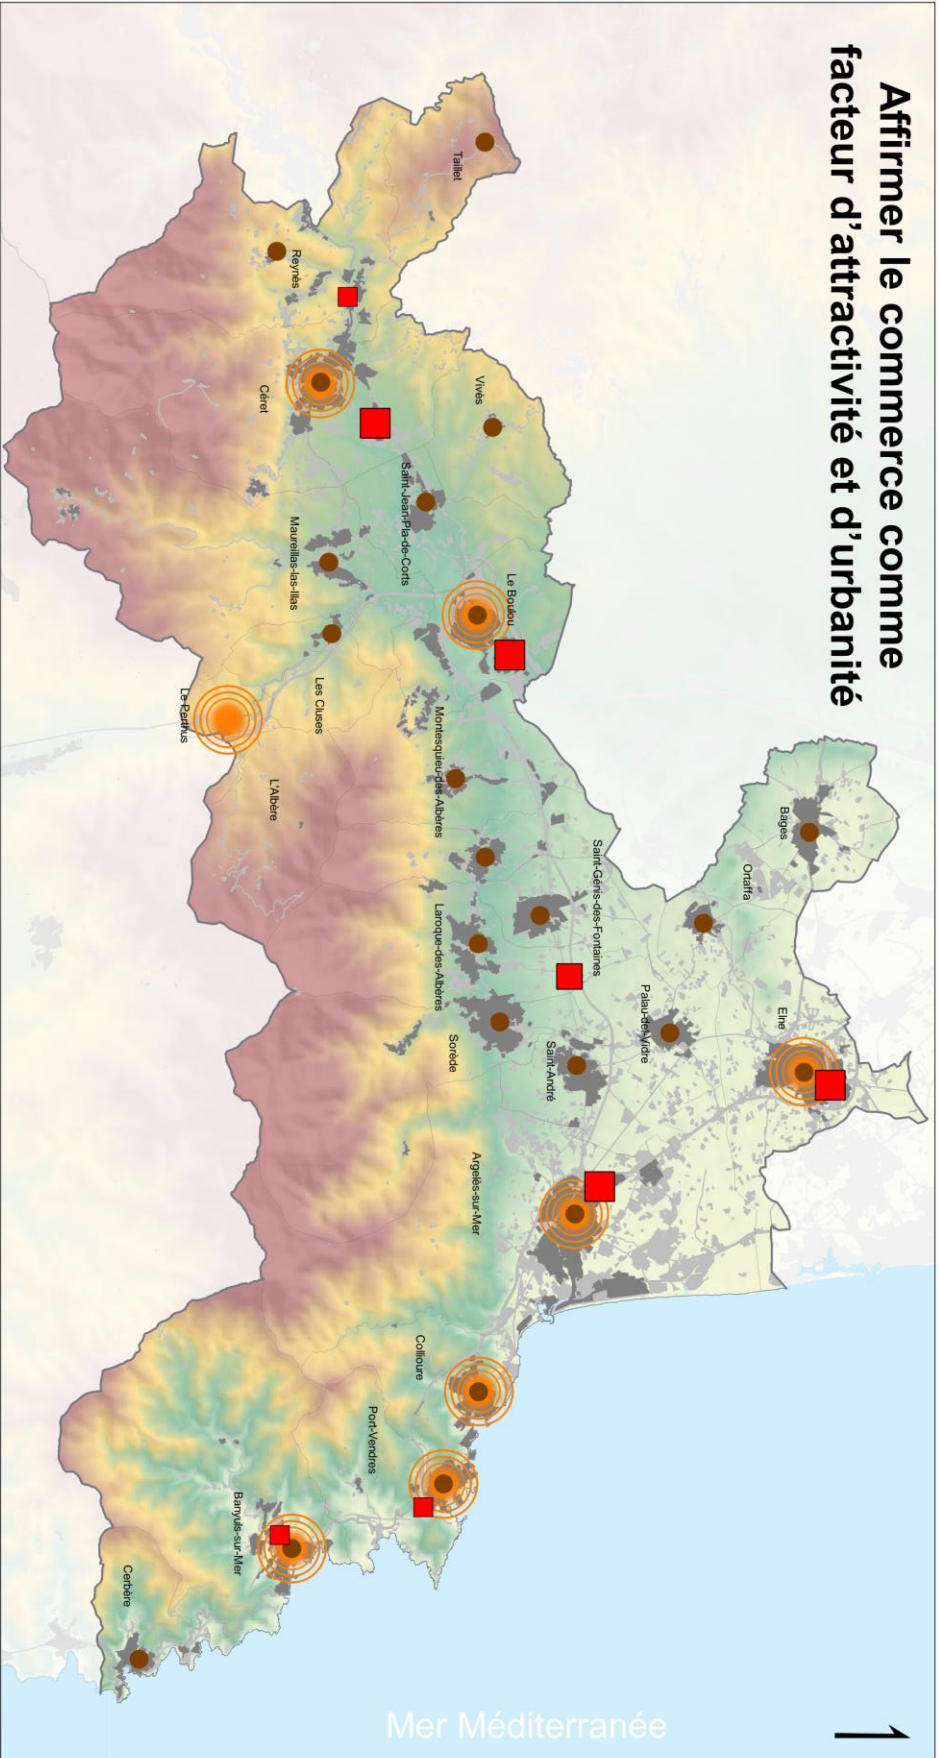 Affirmer le commerce comme
facteur d'attractivité et d'urbanité
1
Taillet
Reynès
Céret
Vivès
Saint-Jean-Pla-de-Corts
Maureillas-las-Illas
Le Boulou
Les Cluses
Le Perthus
L'Albère
Montesquieu-des-Albères
Bages
Ortaffa
Saint-Génis-des-Fontaines
Laroque-des-Albères
Palau-del-Vidre
Elne
Sorède
Saint-André
Argelès-sur-Mer
Collioure
Port-Vendres
Banyuls-sur-Mer
Cerbère
Mer Méditerranée